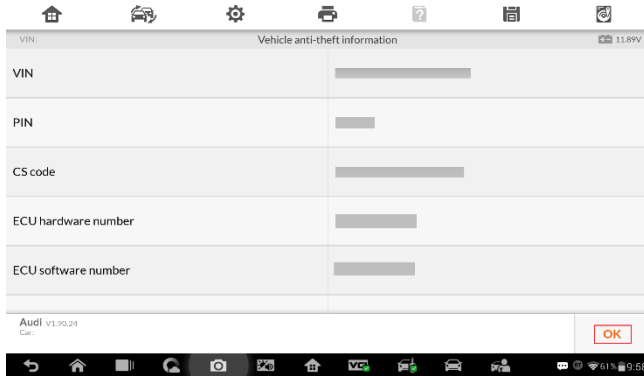 VIN: Vehicle anti-theft information 11.89V
VIN
PIN
CS code
ECU hardware number
ECU software number
Audi V1.90.24
Car:
OK
61%